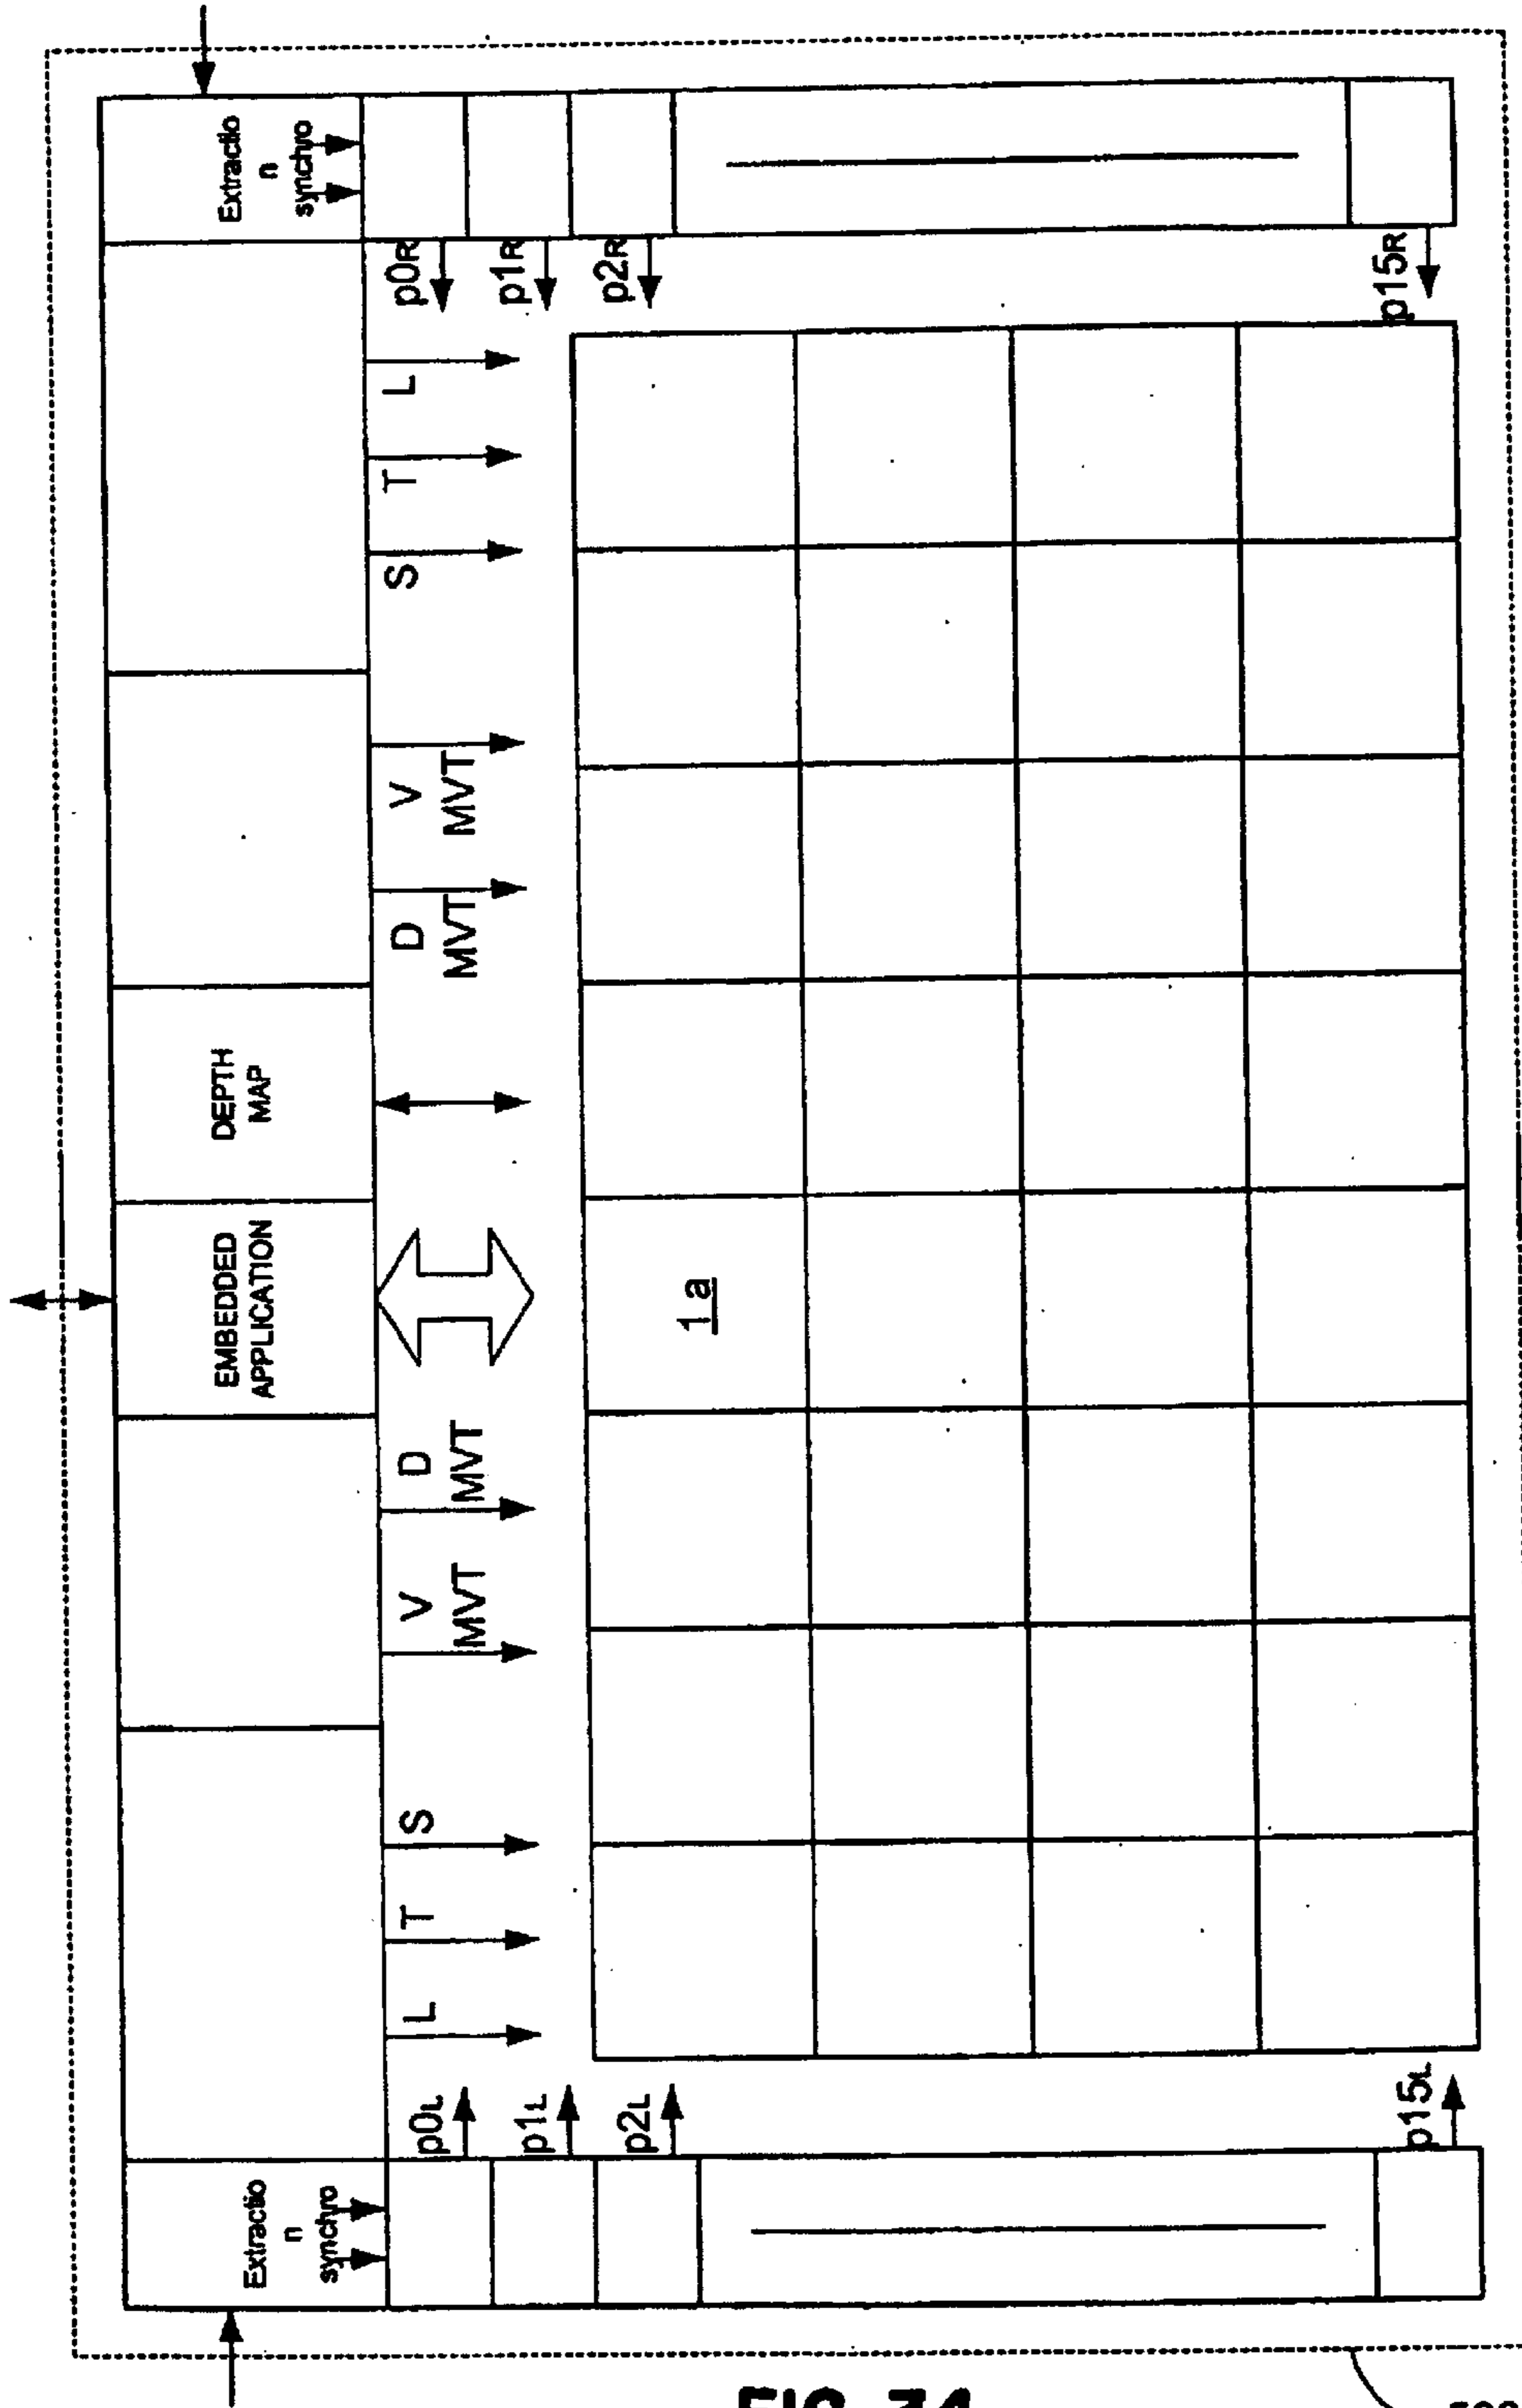 Extractio
n
synchro
EMBEDDED
APPLICATION
DEPTH
MAP
Extractio
n
synchro
p0L
L
T
S
V
MVT
D
MVT
D
MVT
V
MVT
S
T
L
p0R
p1L
p1R
p2L
p2R
1a
p15L
p15R